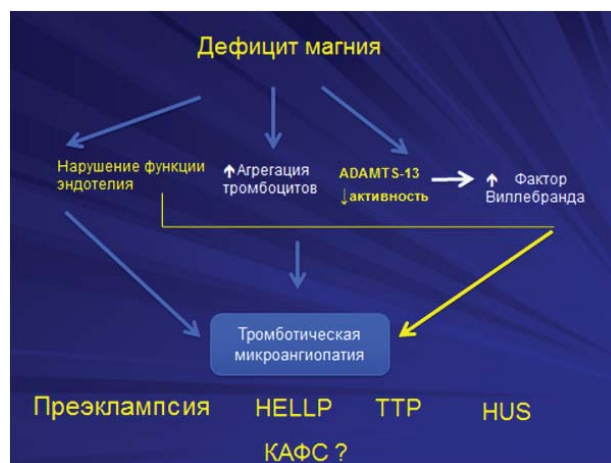 Дефицит магния
Нарушение функции
эндотелия
↑Агрегация
тромбоцитов
ADAMTS-13
↓активность
↑ Фактор
Виллебранда
Тромботическая
микроангиопатия
Преэклампсия HELLP TTP HUS
КАФС ?